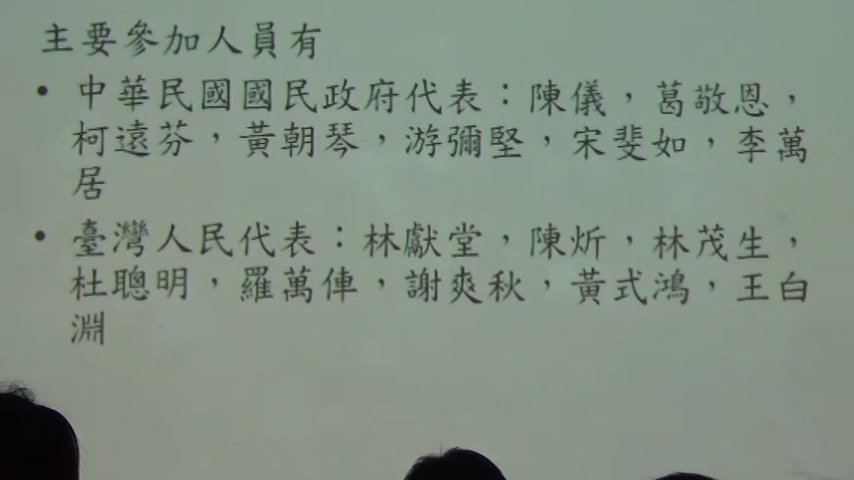 主要參加人員有
• 中華民國國民政府代表：陳儀，葛敬恩，
柯遠芬，黃朝琴，游彌堅，宋斐如，李萬
居
• 臺灣人民代表：林獻堂，陳炘，林茂生，
杜聰明，羅萬俥，謝爽秋，黃式鴻，王白
淵